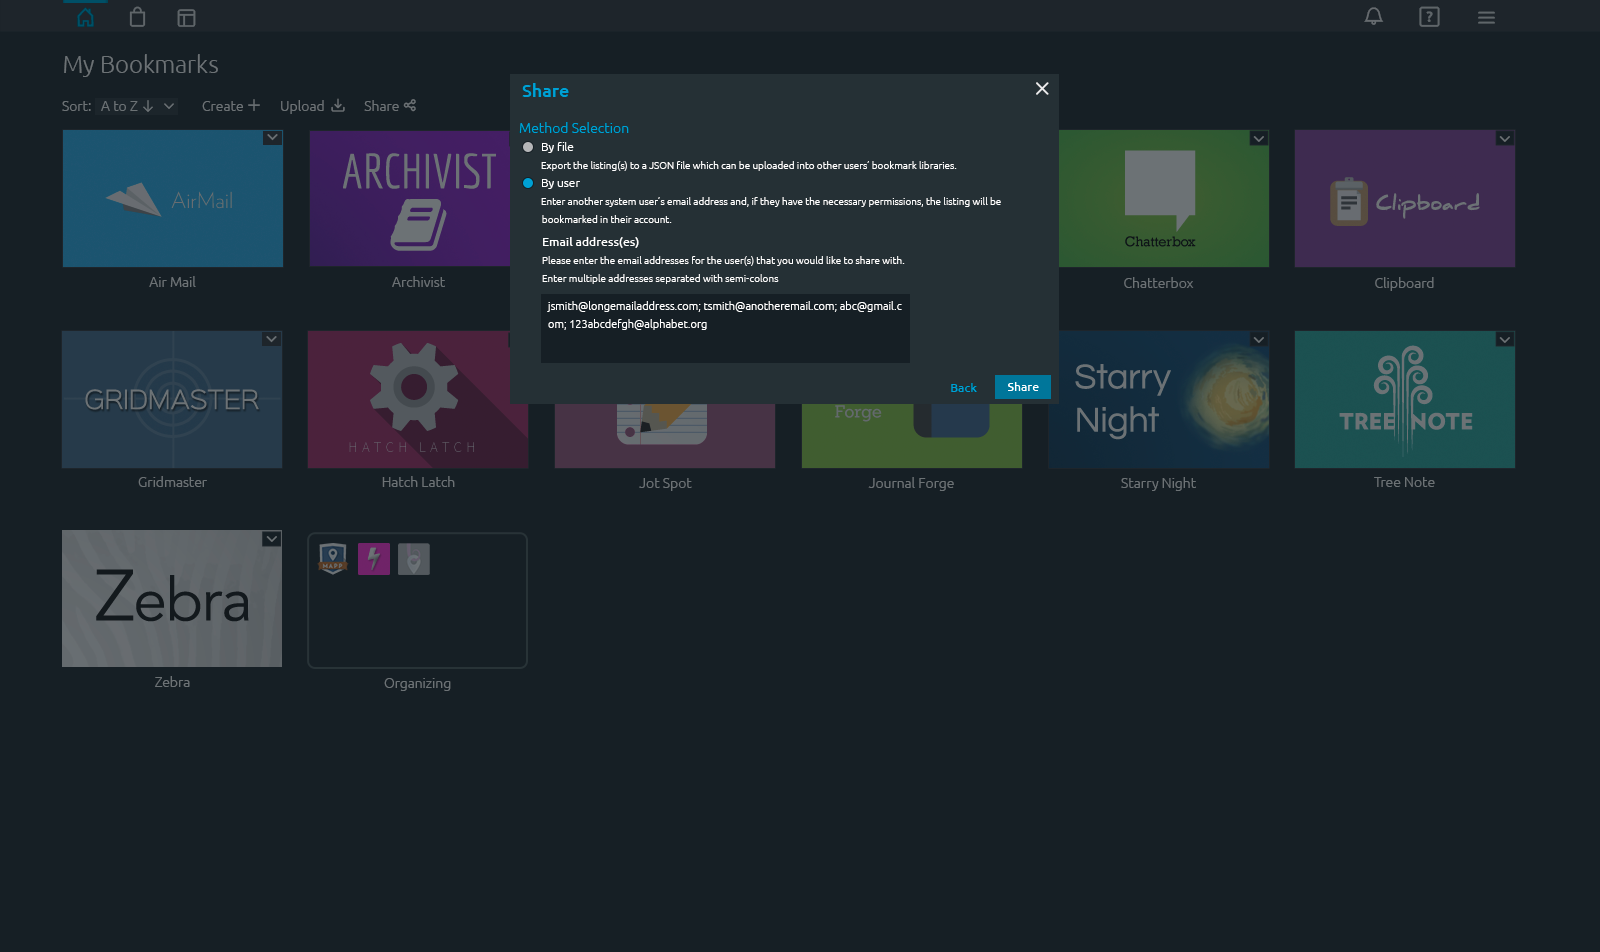 My Bookmarks
Sort: A to Z
Create
Upload
Share
Share
Method Selection
By file
Export the listing(s) to a JSON file which can be uploaded into other users' bookmark libraries.
By user
Enter another system user's email address and, if they have the necessary permissions, the listing will be
bookmarked in their account.
Email address(es)
Please enter the email addresses for the user(s) that you would like to share with.
Enter multiple addresses separated with semi-colons
jsmith@longemailaddress.com; tsmith@anotheremail.com; abc@gmail.c
om; 123abcdefgh@alphabet.org
Back
Share
AirMail
ARCHIVIST
Chatterbox
Clipboard
Air Mail
Archivist
Chatterbox
Clipboard
GRIDMASTER
HATCH LATCH
Forge
Starry
Night
TREE NOTE
Gridmaster
Hatch Latch
Jot Spot
Journal Forge
Starry Night
Tree Note
Zebra
MAPP
Zebra
Organizing